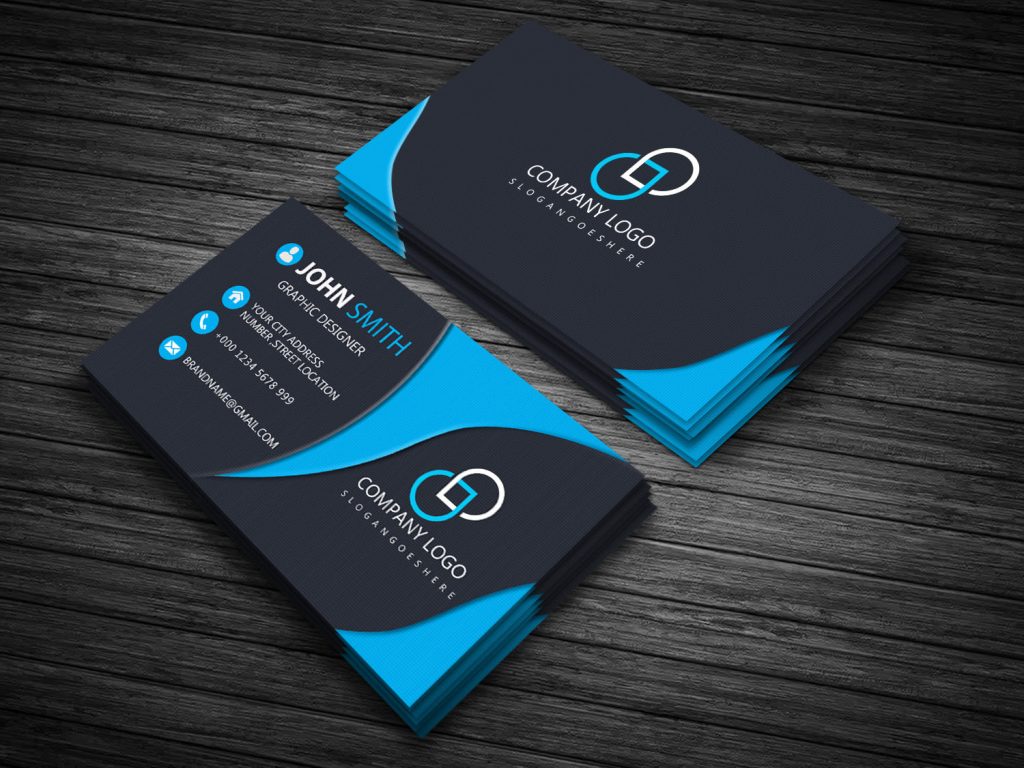 JOHN SMITH
GRAPHIC DESIGNER
YOUR CITY ADDRESS
NUMBER STREET LOCATION
+000 1234 5678 999
BRANDNAME@GMAIL.COM
COMPANY LOGO
SLOGANGOESHERE
COMPANY LOGO
SLOGANGOESHERE